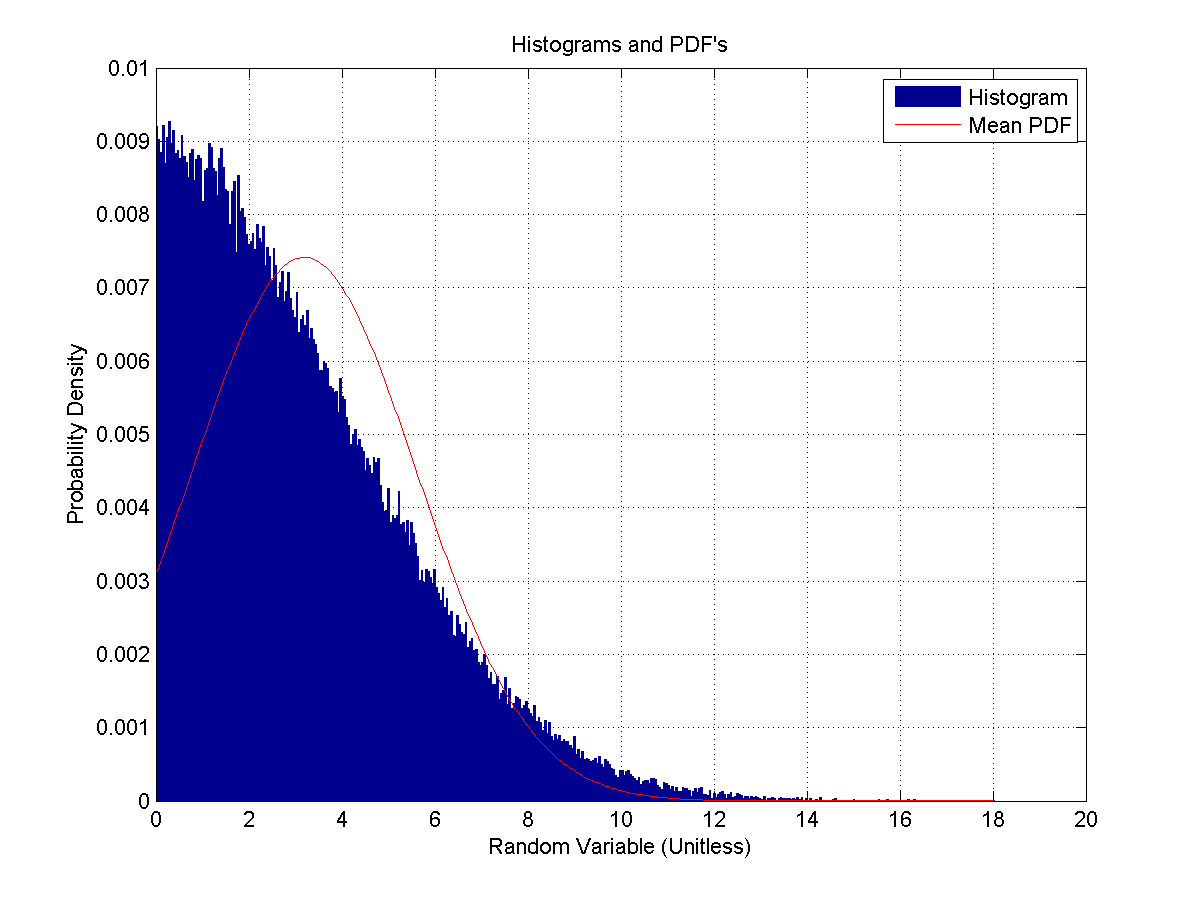 Histograms and PDF's
Histogram
Mean PDF
0.01
0.009
0.008
0.007
0.006
0.005
0.004
0.003
0.002
0.001
0
Probability Density
0 2 4 6 8 10 12 14 16 18 20
Random Variable (Unitless)